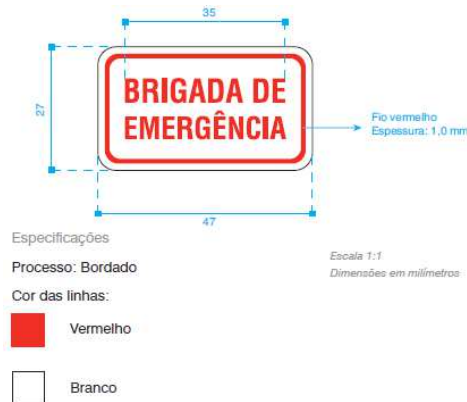 35
27
BRIGADA DE
EMERGÊNCIA
Fio vermelho
Espessura: 1,0 mm
47
Especificações
Escala 1:1
Processo: Bordado
Dimensões em milímetros
Cor das linhas:
Vermelho
Branco